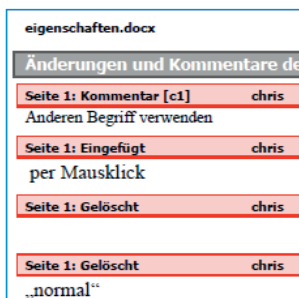 eigenschaften.docx
Änderungen und Kommentare de
Seite 1: Kommentar [c1] chris
Anderen Begriff verwenden
Seite 1: Eingefügt chris
per Mausklick
Seite 1: Gelöscht chris
Seite 1: Gelöscht chris
„normal“